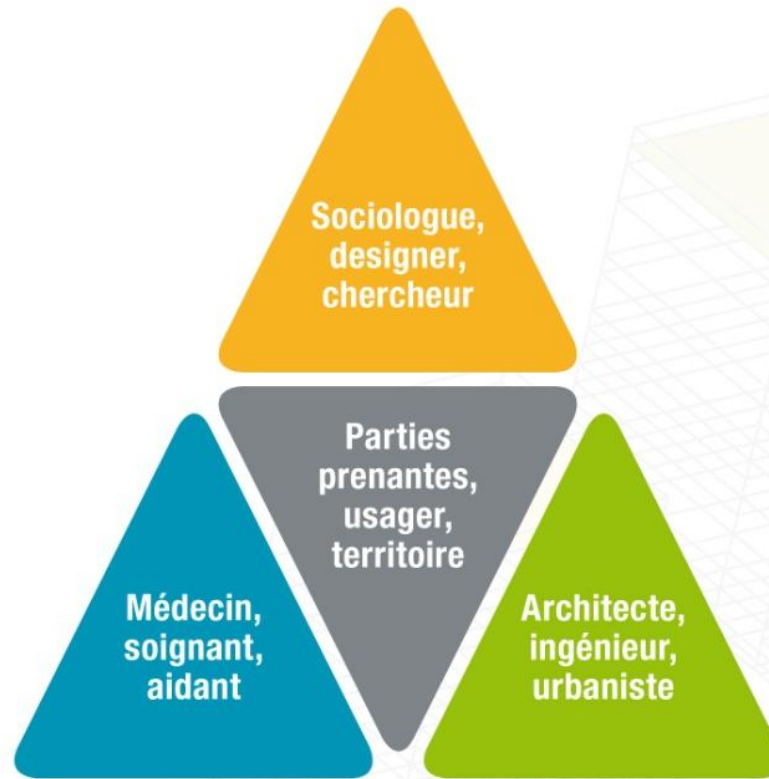 Sociologue,
designer,
chercheur
Parties
prenantes,
usager,
territoire
Médecin,
soignant,
aidant
Architecte,
ingénieur,
urbaniste